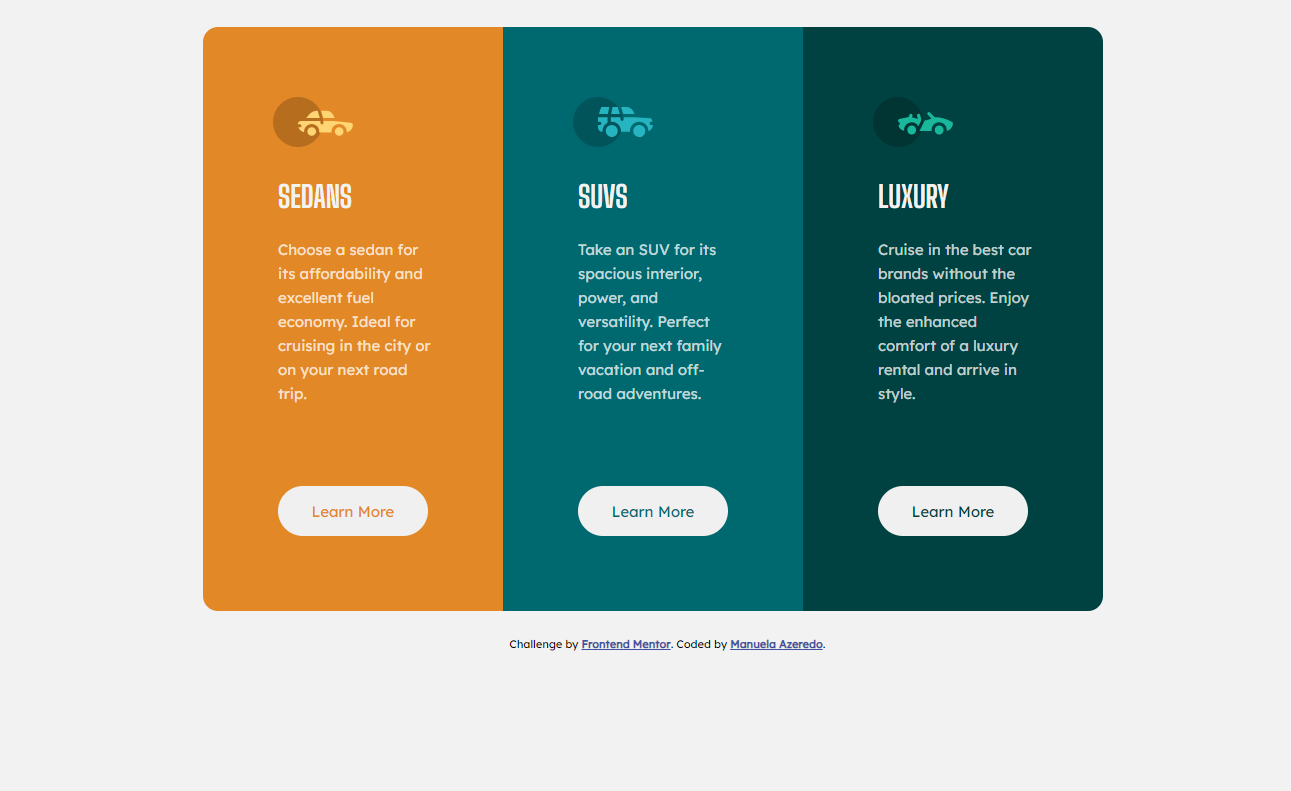 SEDANS
Choose a sedan for
its affordability and
excellent fuel
economy. Ideal for
cruising in the city or
on your next road
trip.
Learn More
SUVS
Take an SUV for its
spacious interior,
power, and
versatility. Perfect
for your next family
vacation and off-
road adventures.
Learn More
LUXURY
Cruise in the best car
brands without the
bloated prices. Enjoy
the enhanced
comfort of a luxury
rental and arrive in
style.
Learn More
Challenge by Frontend Mentor. Coded by Manuela Azeredo.